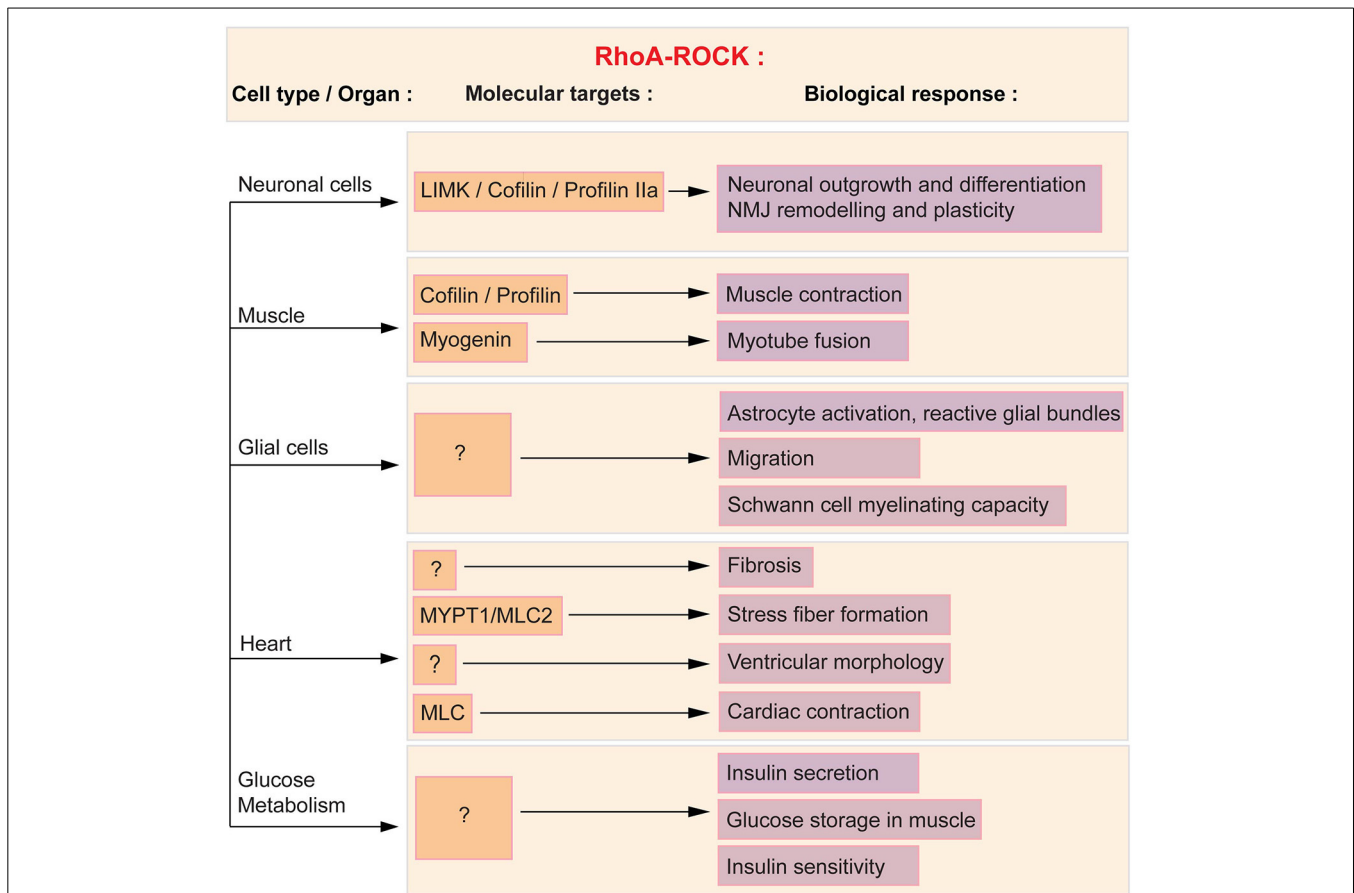 RhoA-ROCK :
Cell type / Organ : Molecular targets : Biological response :
Neuronal cells
LIMK / Cofilin / Profilin IIa
Neuronal outgrowth and differentiation
NMJ remodelling and plasticity
Muscle
Cofilin / Profilin
Muscle contraction
Myogenin
Myotube fusion
Glial cells
?
Astrocyte activation, reactive glial bundles
Migration
Schwann cell myelinating capacity
Heart
?
Fibrosis
MYPT1/MLC2
Stress fiber formation
?
Ventricular morphology
MLC
Cardiac contraction
Glucose
Metabolism
?
Insulin secretion
Glucose storage in muscle
Insulin sensitivity